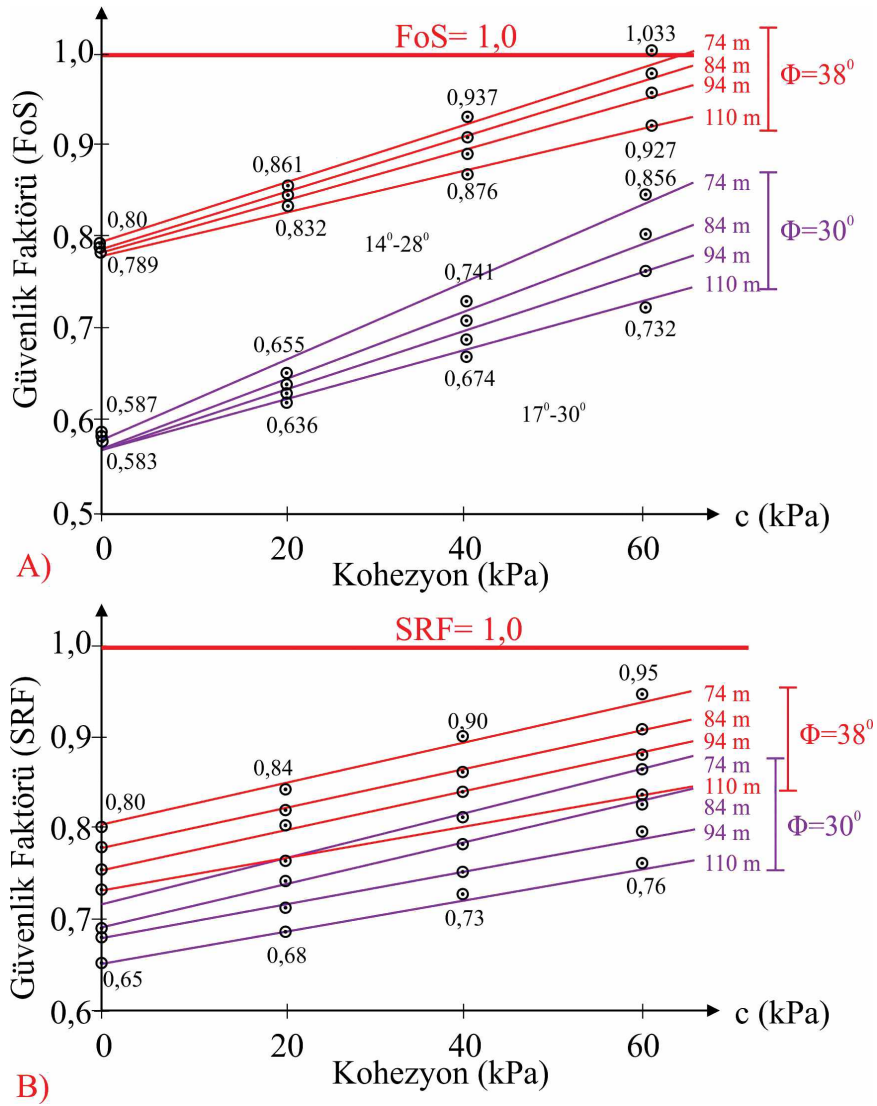 FoS= 1,0
Güvenlik Faktörü (FoS)
1,0
0,9
0,8
0,7
0,6
0,5
1,033
0,937
0,861
0,80
0,789
0,832
0,876
0,927
14⁰-28⁰
74 m
84 m
94 m
110 m
Φ=38⁰
0,856
0,741
0,655
0,587
0,583
0,636
0,674
0,732
17⁰-30⁰
74 m
84 m
94 m
110 m
Φ=30⁰
0
20
40
60
c (kPa)
Kohezyon (kPa)
A)
SRF= 1,0
Güvenlik Faktörü (SRF)
1,0
0,9
0,8
0,7
0,6
0,95
0,90
0,84
0,80
0,65
0,68
0,73
0,76
74 m
84 m
94 m
74 m
110 m
84 m
94 m
110 m
Φ=38⁰
Φ=30⁰
0
20
40
60
c (kPa)
Kohezyon (kPa)
B)